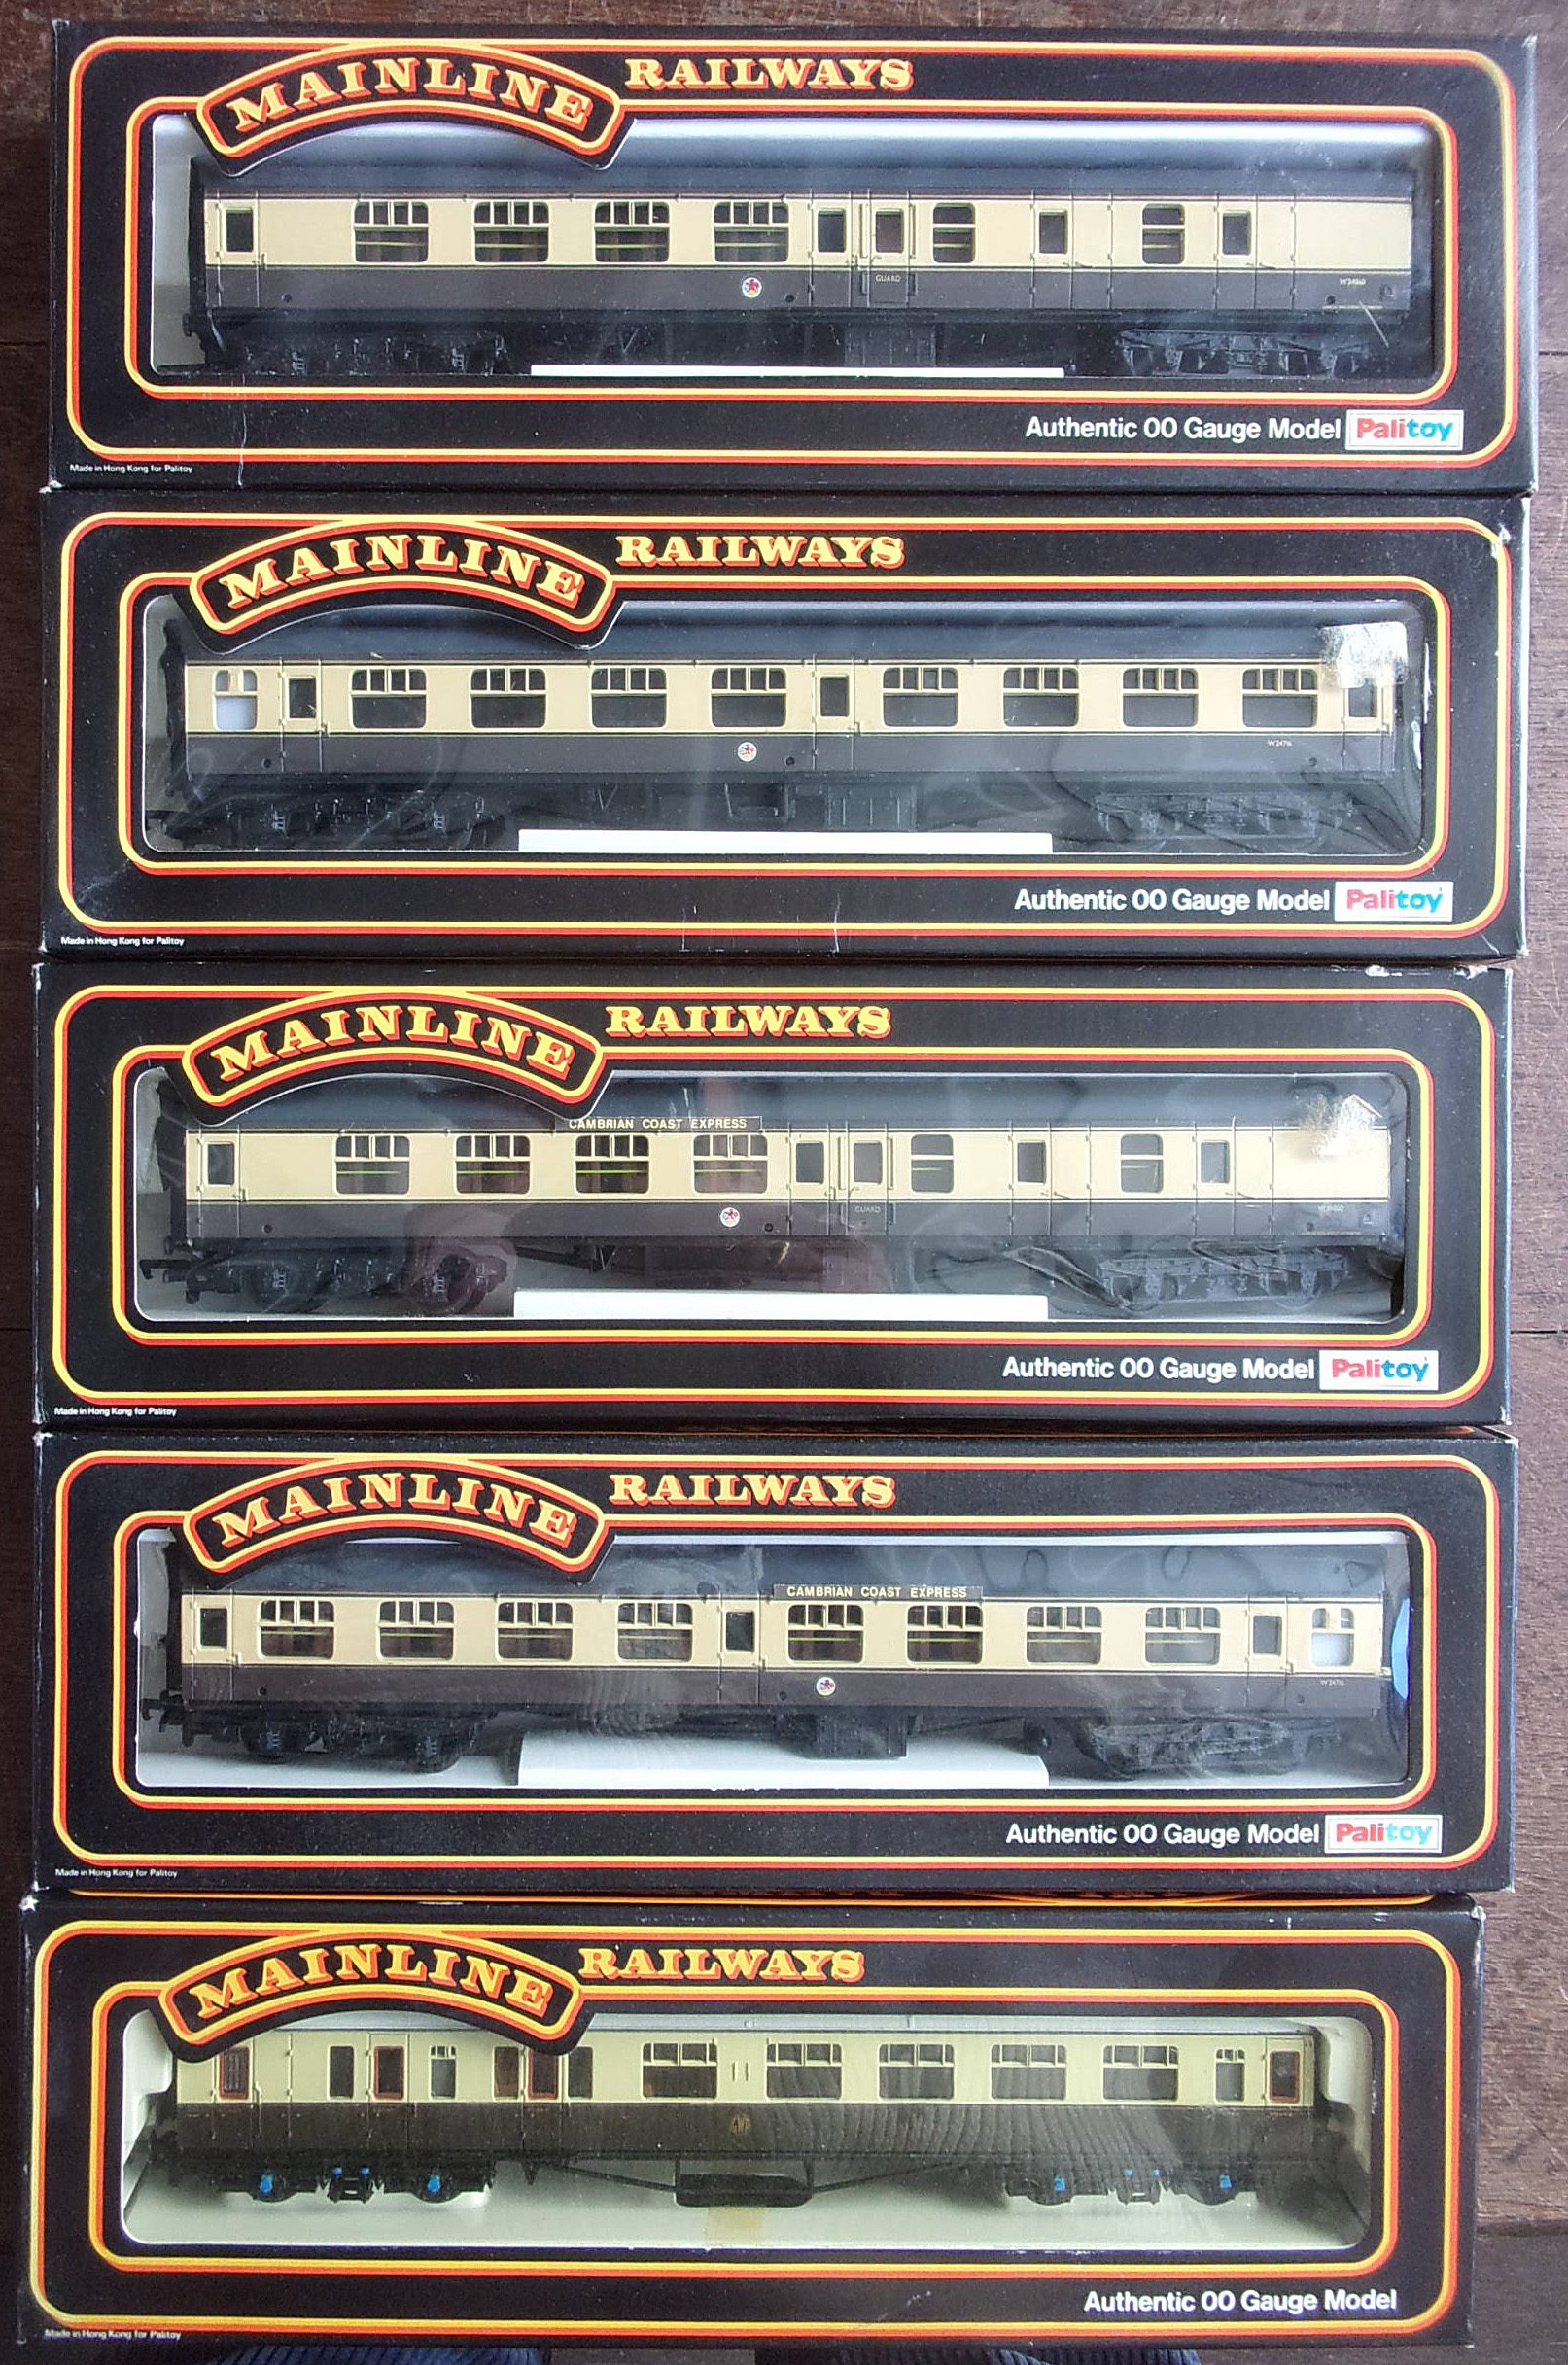 MAINLINE RAILWAYS
GUARD
Authentic 00 Gauge Model Palitoy
Made in Hong Kong for Palitoy
MAINLINE RAILWAYS
Authentic 00 Gauge Model Palitoy
Made in Hong Kong for Palitoy
MAINLINE RAILWAYS
CAMBRIAN COAST EXPRESS
GUARD
Authentic 00 Gauge Model Palitoy
Made in Hong Kong for Palitoy
MAINLINE RAILWAYS
CAMBRIAN COAST EXPRESS
Authentic 00 Gauge Model Palitoy
Made in Hong Kong for Palitoy
MAINLINE RAILWAYS
Authentic 00 Gauge Model
Made in Hong Kong for Palitoy